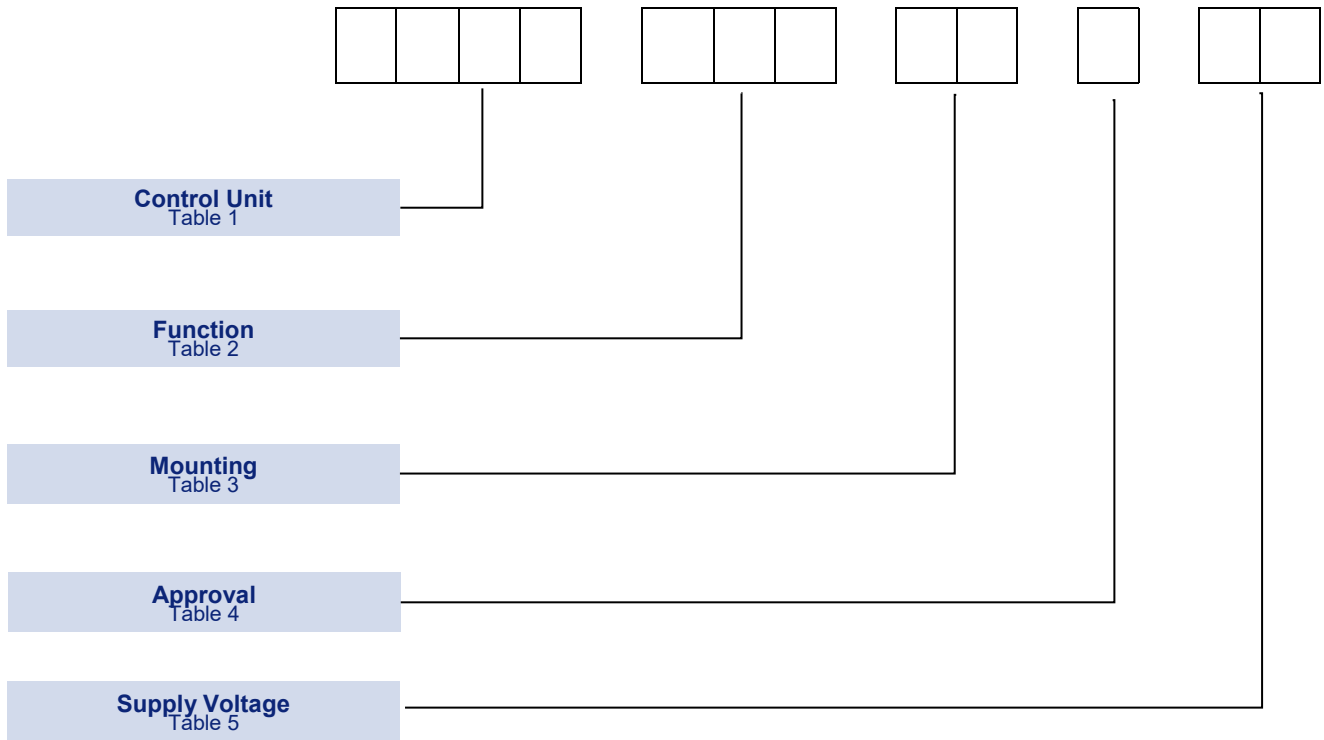 Control Unit
Table 1
Function
Table 2
Mounting
Table 3
Approval
Table 4
Supply Voltage
Table 5